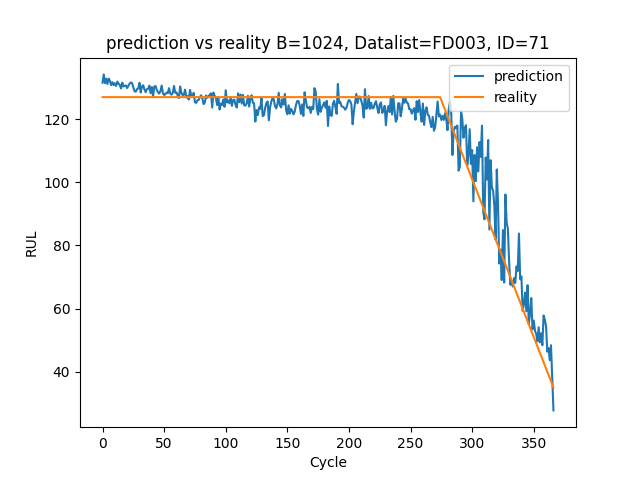 prediction vs reality B=1024, Datalist=FD003, ID=71
prediction
reality
120
100
80
60
40
RUL
0 50 100 150 200 250 300 350
Cycle